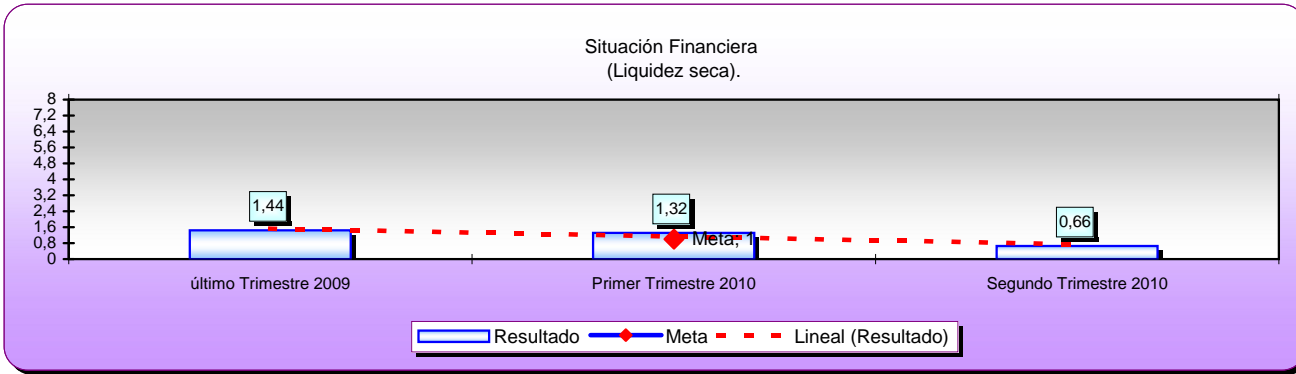 Situación Financiera
(Liquidez seca).
8
7,2
6,4
5,6
4,8
4
3,2
2,4
1,6
0,8
0
1,44
1,32
0,66
Meta; 1
último Trimestre 2009
Primer Trimestre 2010
Segundo Trimestre 2010
Resultado
Meta
Lineal (Resultado)